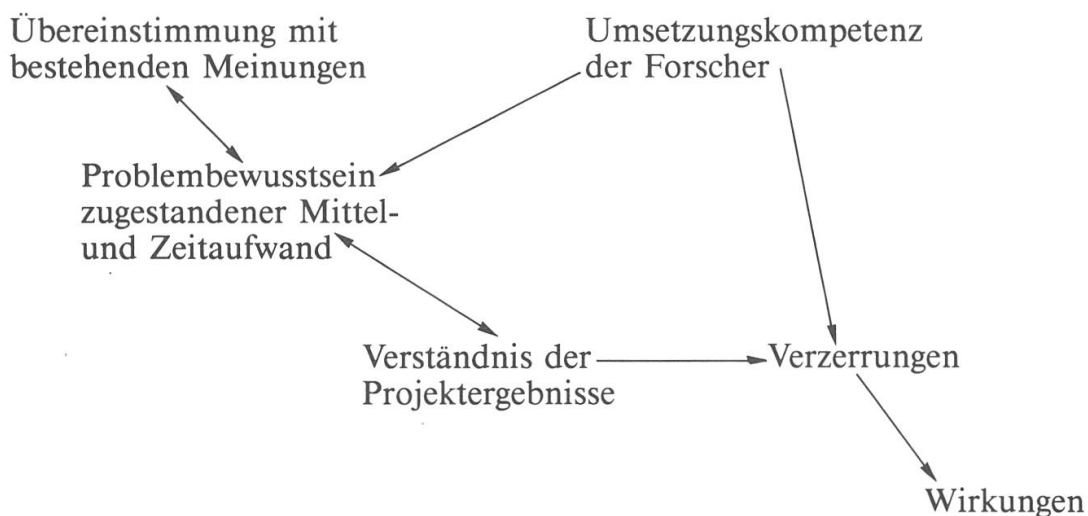 Übereinstimmung mit
bestehenden Meinungen
Umsetzungskompetenz
der Forscher
Problembewusstsein
zugestandener Mittel-
und Zeitaufwand
Verständnis der
Projektergebnisse
Verzerrungen
Wirkungen